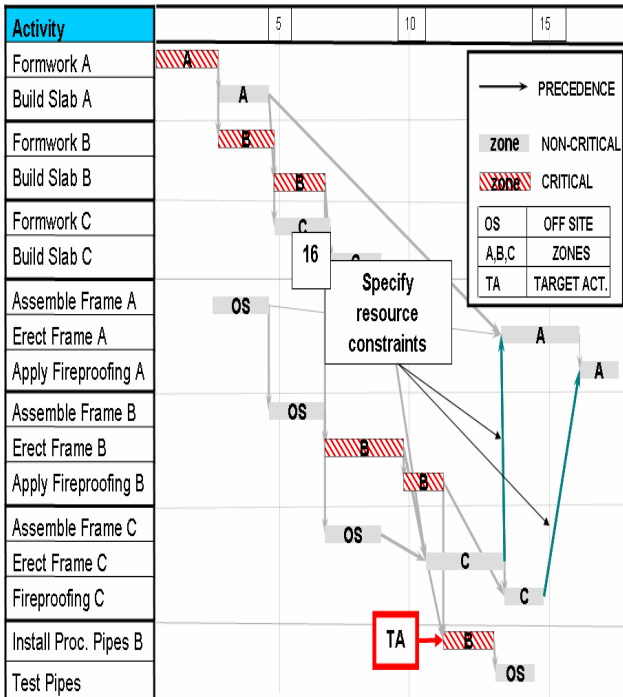 Activity
5
10
15
Formwork A
A
Build Slab A
A
Formwork B
B
Build Slab B
B
Formwork C
C
Build Slab C
C
Assemble Frame A
OS
Erect Frame A
A
Apply Fireproofing A
A
Assemble Frame B
OS
Erect Frame B
B
Apply Fireproofing B
B
Assemble Frame C
OS
Erect Frame C
C
Fireproofing C
C
Install Proc. Pipes B
B
Test Pipes
OS
16
Specify
resource
constraints
TA
PRECEDENCE
zone NON-CRITICAL
zone CRITICAL
OS OFF SITE
A,B,C ZONES
TA TARGET ACT.